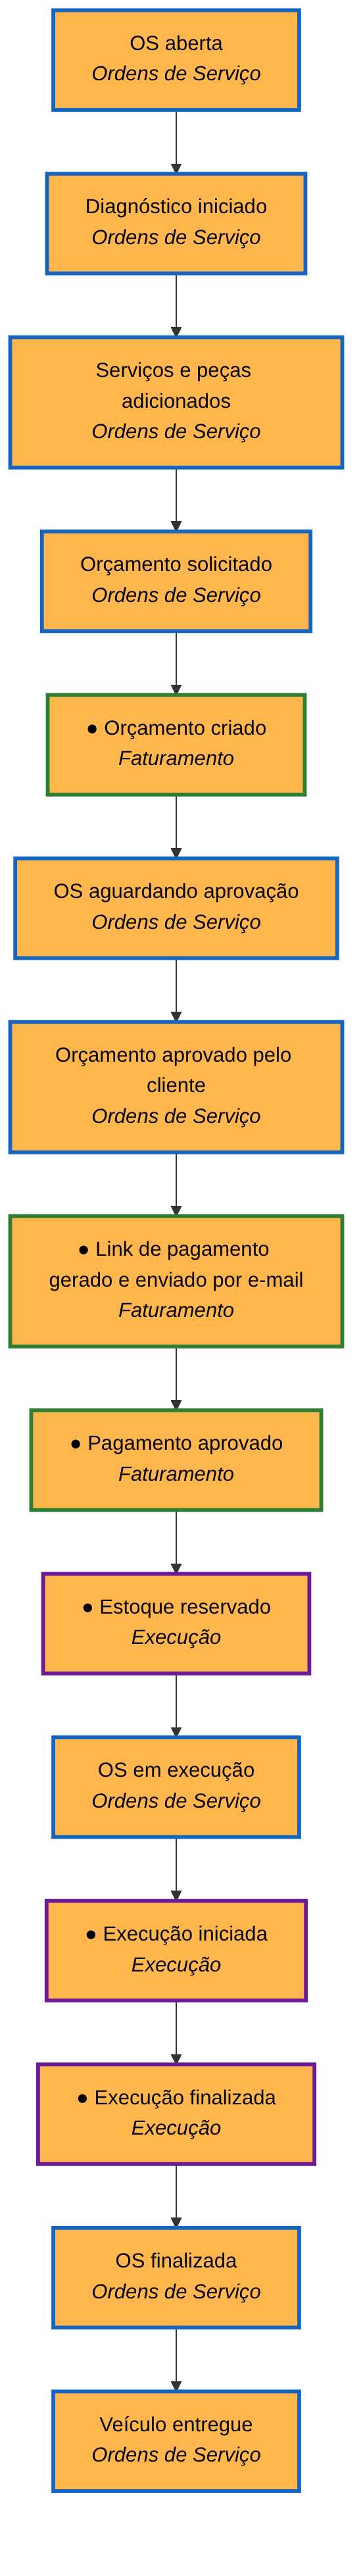 OS aberta
Ordens de Serviço
Diagnóstico iniciado
Ordens de Serviço
Serviços e peças
adicionados
Ordens de Serviço
Orçamento solicitado
Ordens de Serviço
● Orçamento criado
Faturamento
OS aguardando aprovação
Ordens de Serviço
Orçamento aprovado pelo
cliente
Ordens de Serviço
● Link de pagamento
gerado e enviado por e-mail
Faturamento
● Pagamento aprovado
Faturamento
● Estoque reservado
Execução
OS em execução
Ordens de Serviço
● Execução iniciada
Execução
● Execução finalizada
Execução
OS finalizada
Ordens de Serviço
Veículo entregue
Ordens de Serviço